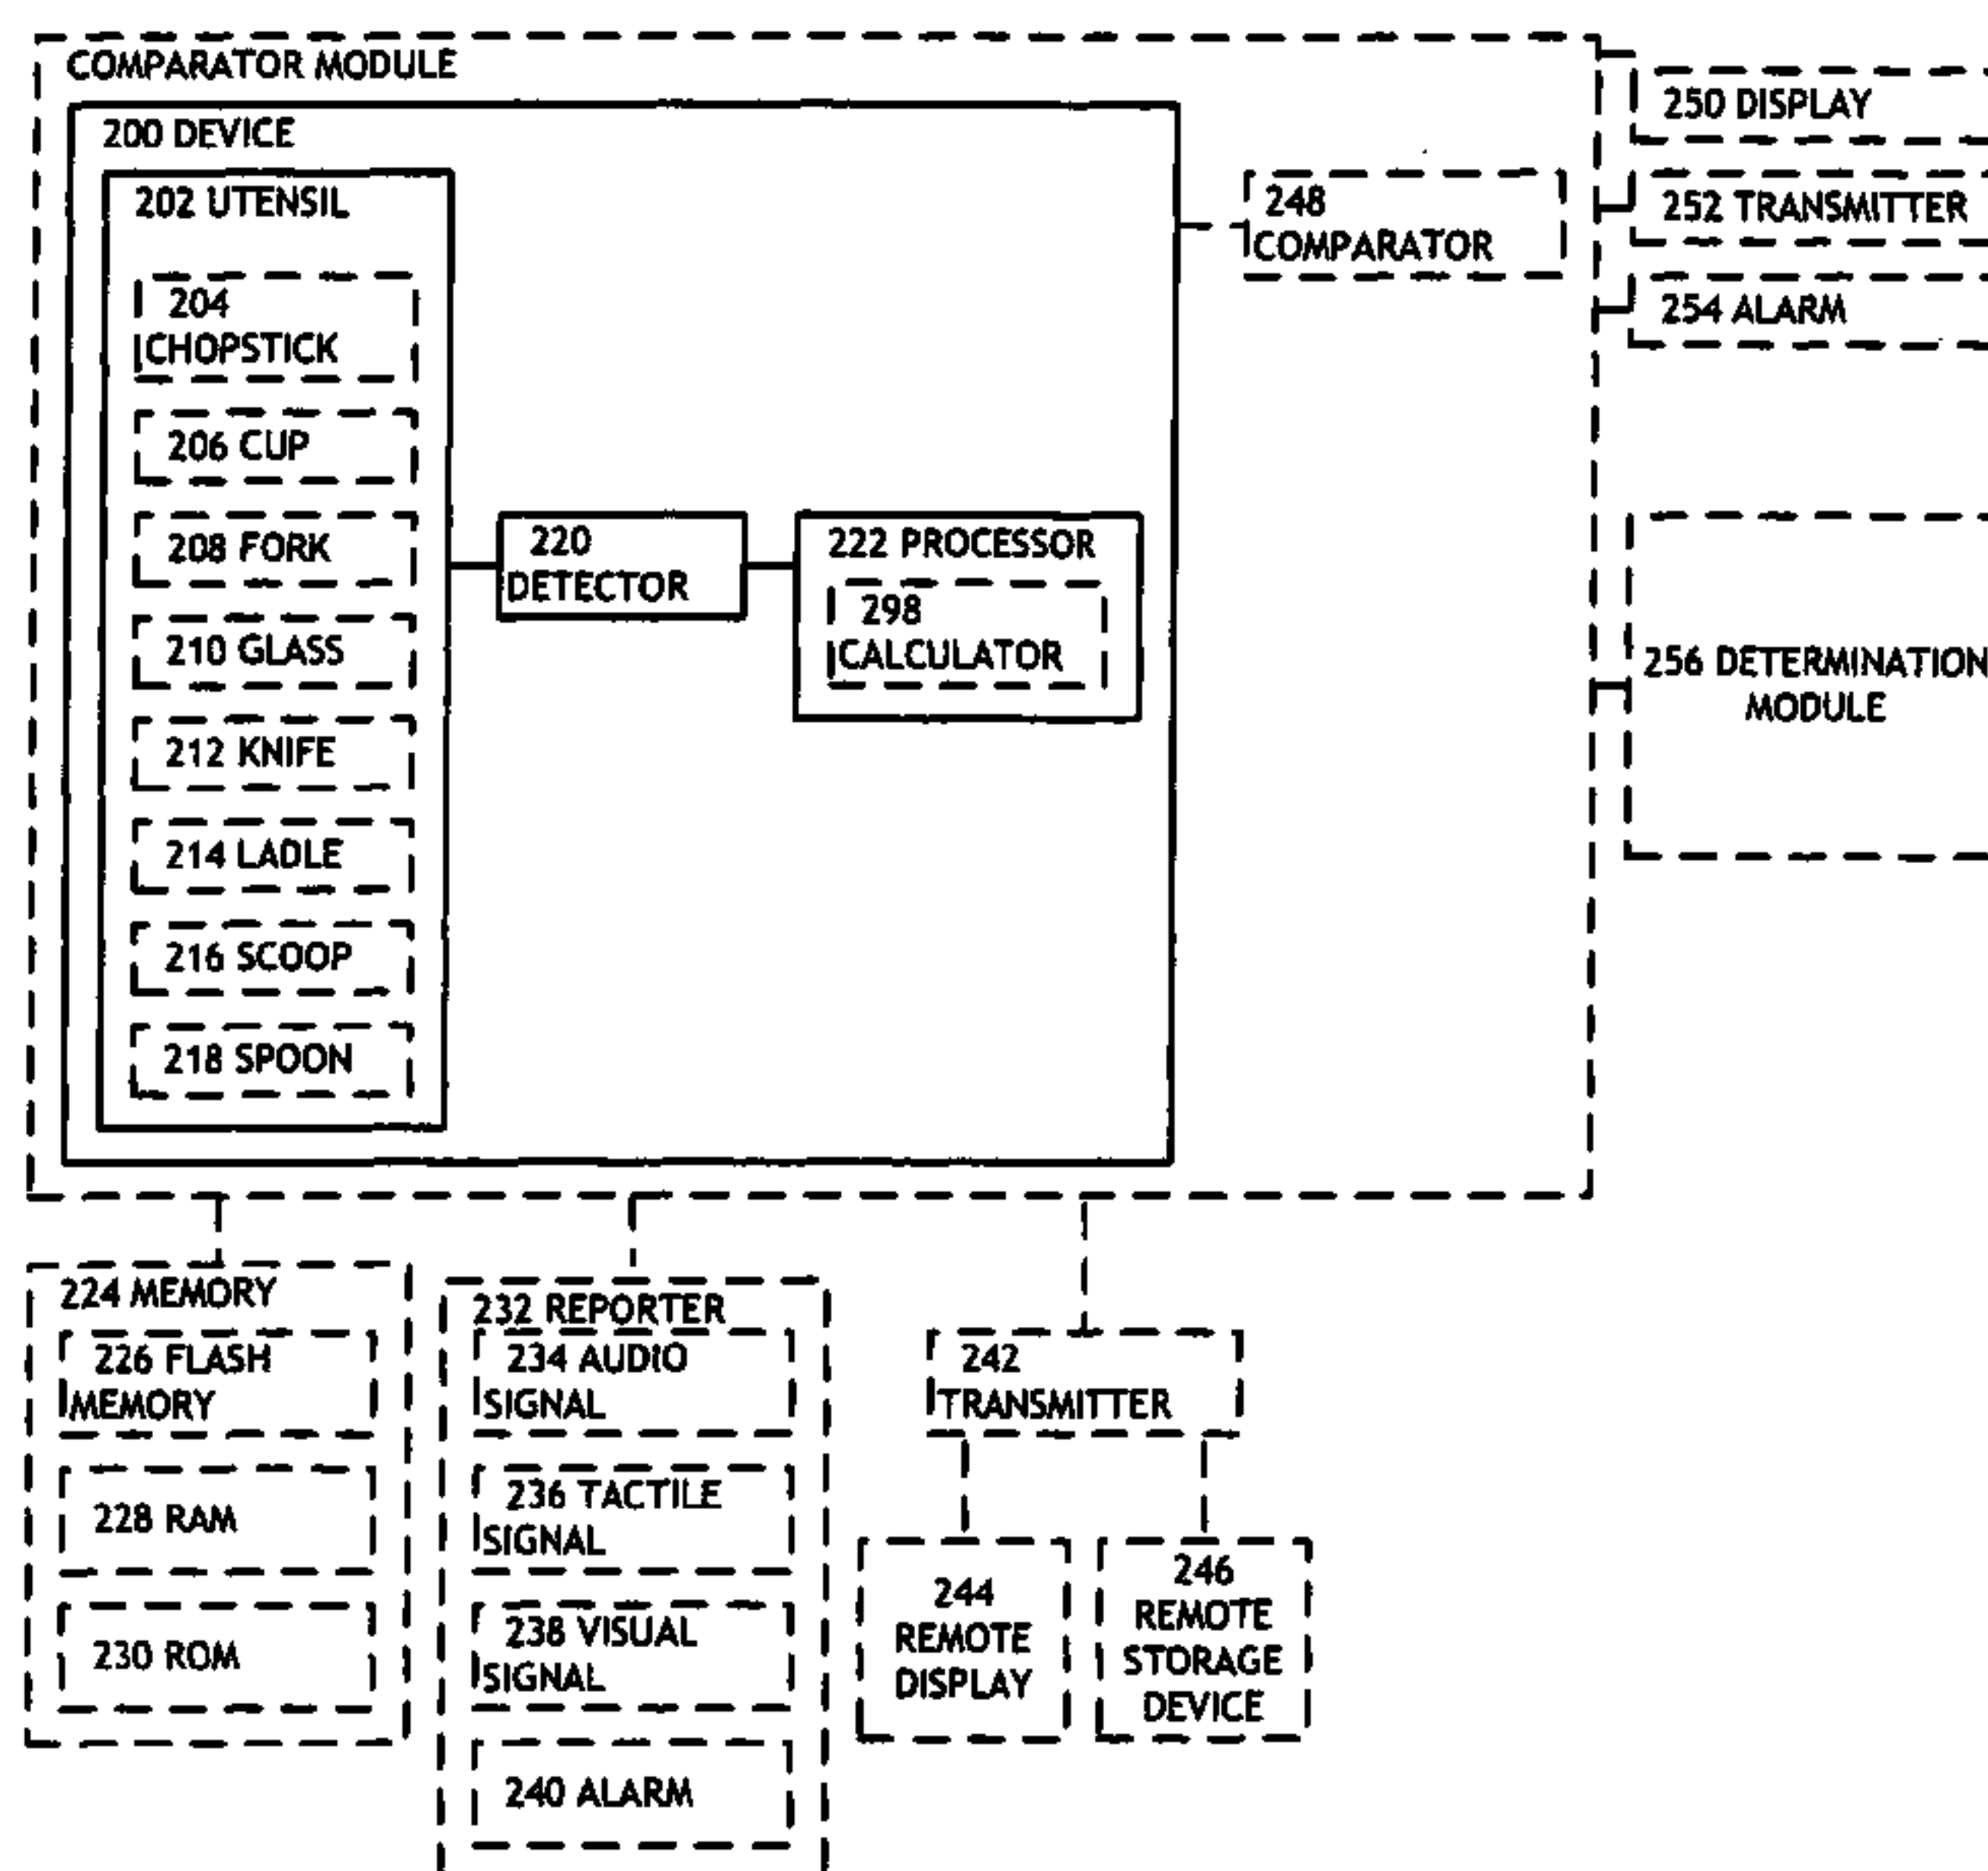 COMPARATOR MODULE
200 DEVICE
202 UTENSIL
204
CHOPSTICK
206 CUP
208 FORK
210 GLASS
212 KNIFE
214 LADLE
216 SCOOP
218 SPOON
220
DETECTOR
222 PROCESSOR
298
CALCULATOR
248
COMPARATOR
250 DISPLAY
252 TRANSMITTER
254 ALARM
256 DETERMINATION
MODULE
224 MEMORY
226 FLASH
MEMORY
228 RAM
230 ROM
232 REPORTER
234 AUDIO
SIGNAL
236 TACTILE
SIGNAL
238 VISUAL
SIGNAL
240 ALARM
242
TRANSMITTER
244
REMOTE
DISPLAY
246
REMOTE
STORAGE
DEVICE